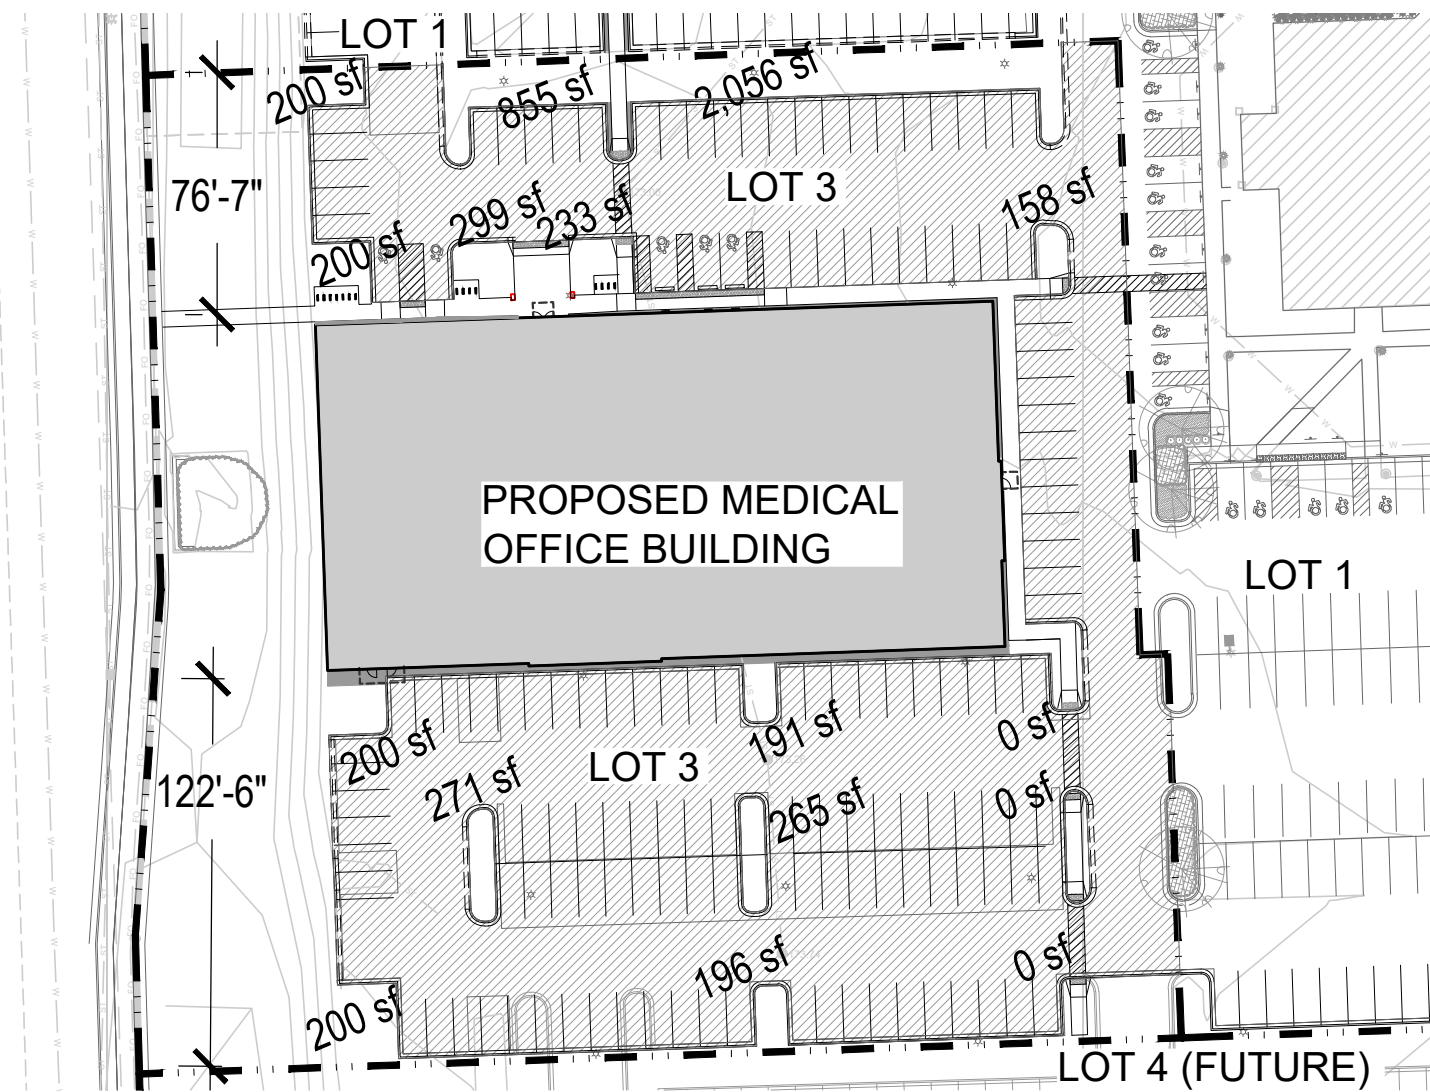 LOT 1
200 sf
855 sf
2,056 sf
76'-7"
LOT 3
299 sf
233 sf
158 sf
200 sf
PROPOSED MEDICAL
OFFICE BUILDING
LOT 1
200 sf
191 sf
0 sf
LOT 3
122'-6"
271 sf
265 sf
0 sf
196 sf
0 sf
200 sf
LOT 4 (FUTURE)